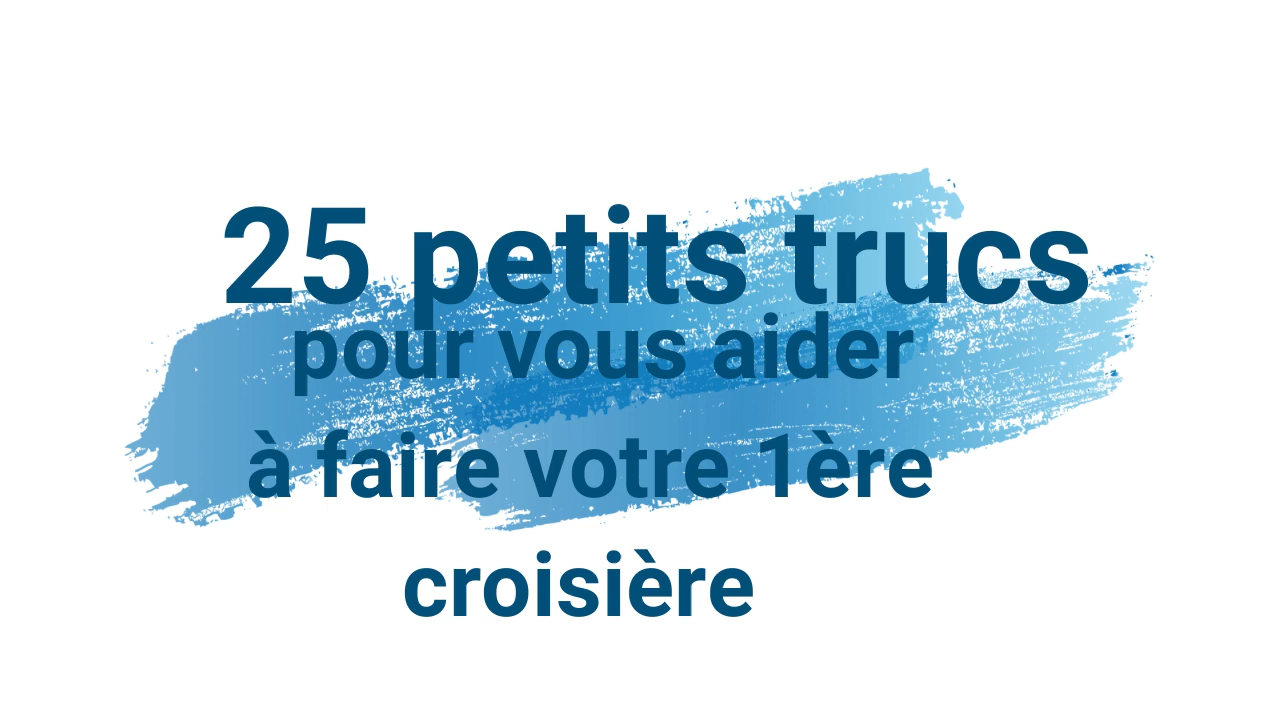 25 petits trucs
pour vous aider
à faire votre 1ère
croisière